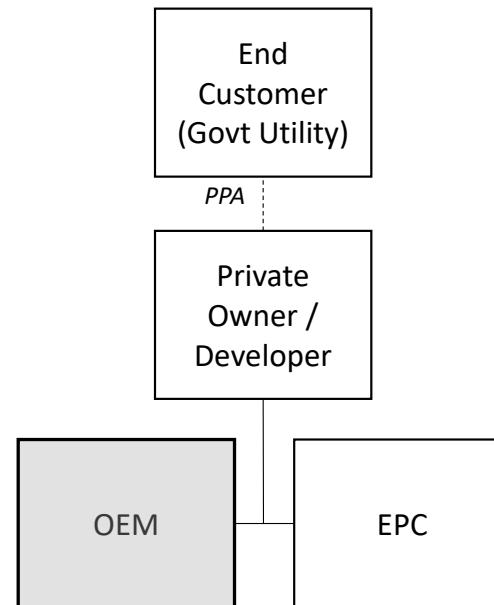 End
Customer
(Govt Utility)
PPA
Private
Owner /
Developer
OEM
EPC